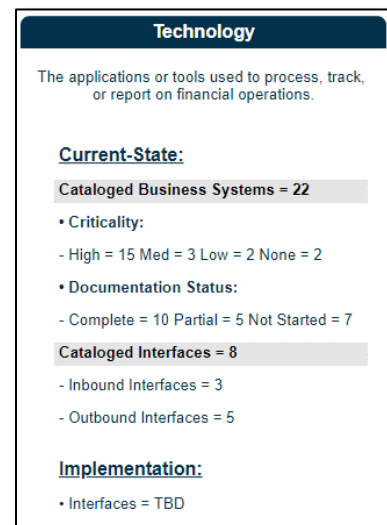 Technology
The applications or tools used to process, track,
or report on financial operations.
Current-State:
Cataloged Business Systems = 22
• Criticality:
- High = 15 Med = 3 Low = 2 None = 2
• Documentation Status:
- Complete = 10 Partial = 5 Not Started = 7
Cataloged Interfaces = 8
- Inbound Interfaces = 3
- Outbound Interfaces = 5
Implementation:
• Interfaces = TBD